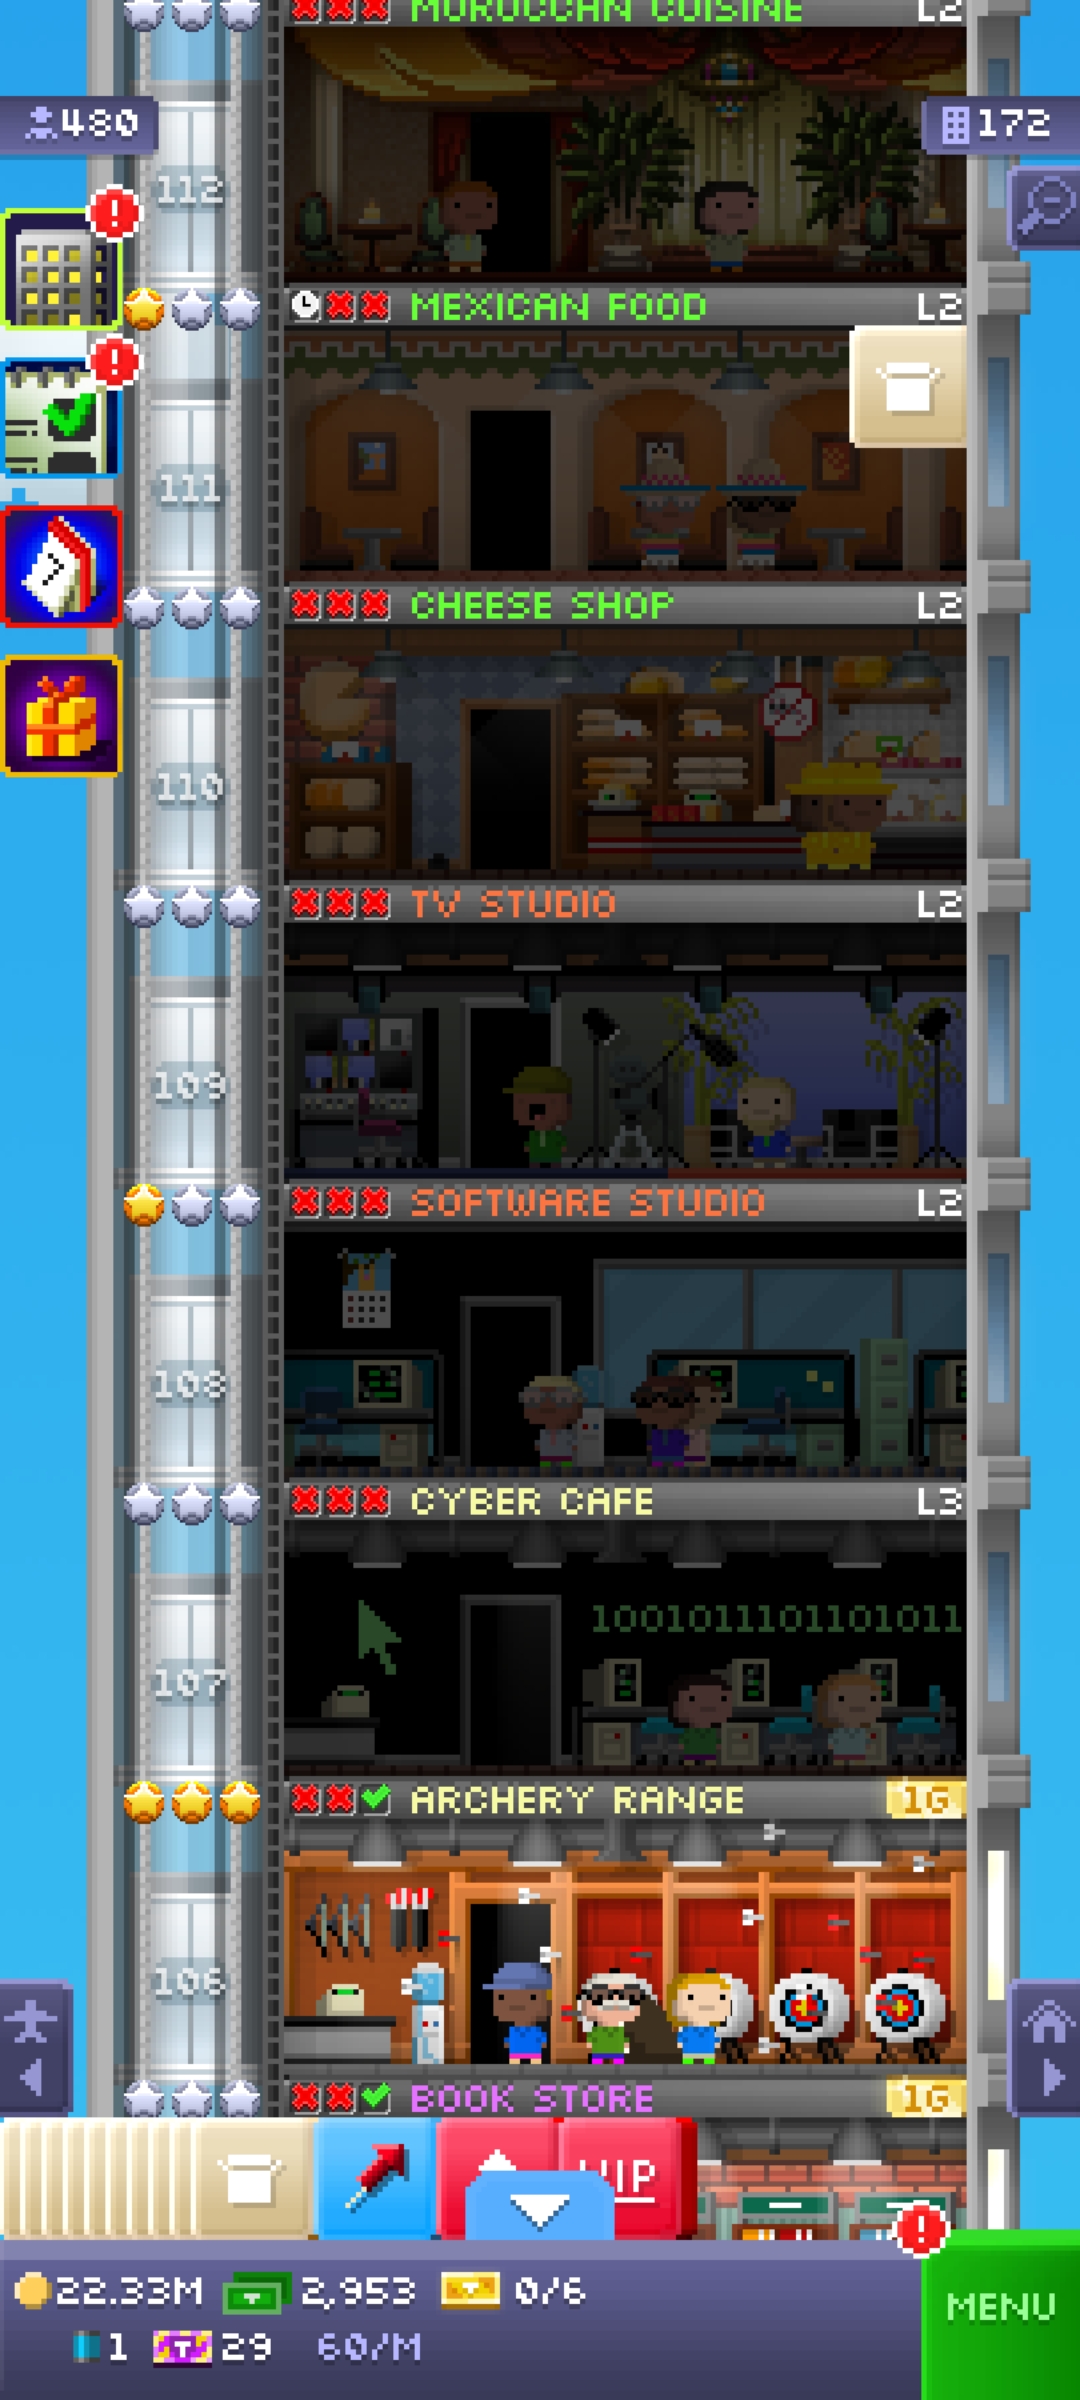 MOROCCAN CUISINE L2
480
172
112
MEXICAN FOOD L2
111
CHEESE SHOP L2
110
TV STUDIO L2
109
SOFTWARE STUDIO L2
108
CYBER CAFE L3
1001011101101011
107
ARCHERY RANGE 1G
106
BOOK STORE 1G
VIP
22.33M 2,953 0/6
1 29 60/M
MENU